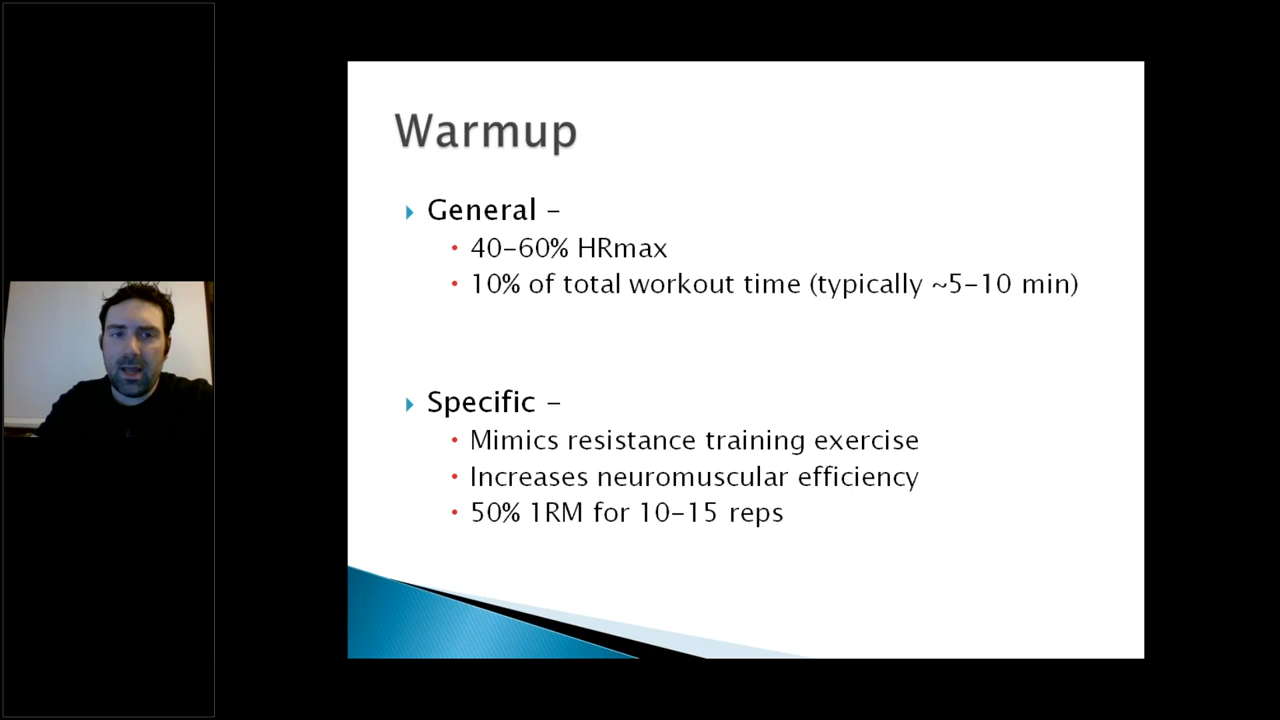 Warmup
General –
40–60% HRmax
10% of total workout time (typically ~5–10 min)
Specific –
Mimics resistance training exercise
Increases neuromuscular efficiency
50% 1RM for 10–15 reps